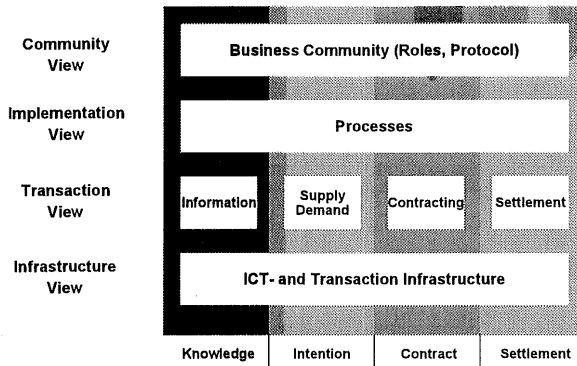 Community
View
Business Community (Roles, Protocol)
Implementation
View
Processes
Transaction
View
Information
Supply
Demand
Contracting
Settlement
Infrastructure
View
ICT- and Transaction Infrastructure
Knowledge
Intention
Contract
Settlement